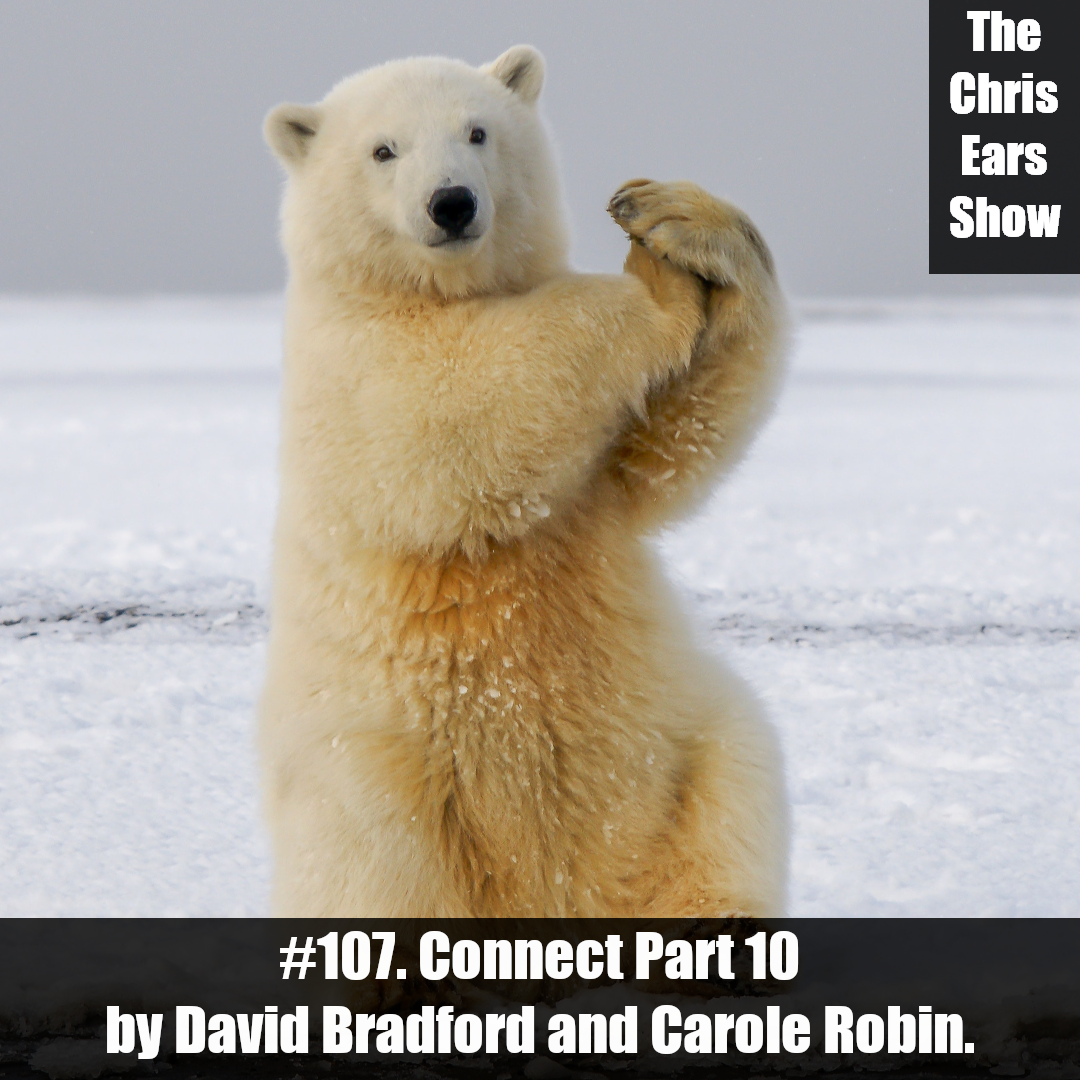 The
Chris
Ears
Show
#107. Connect Part 10
by David Bradford and Carole Robin.